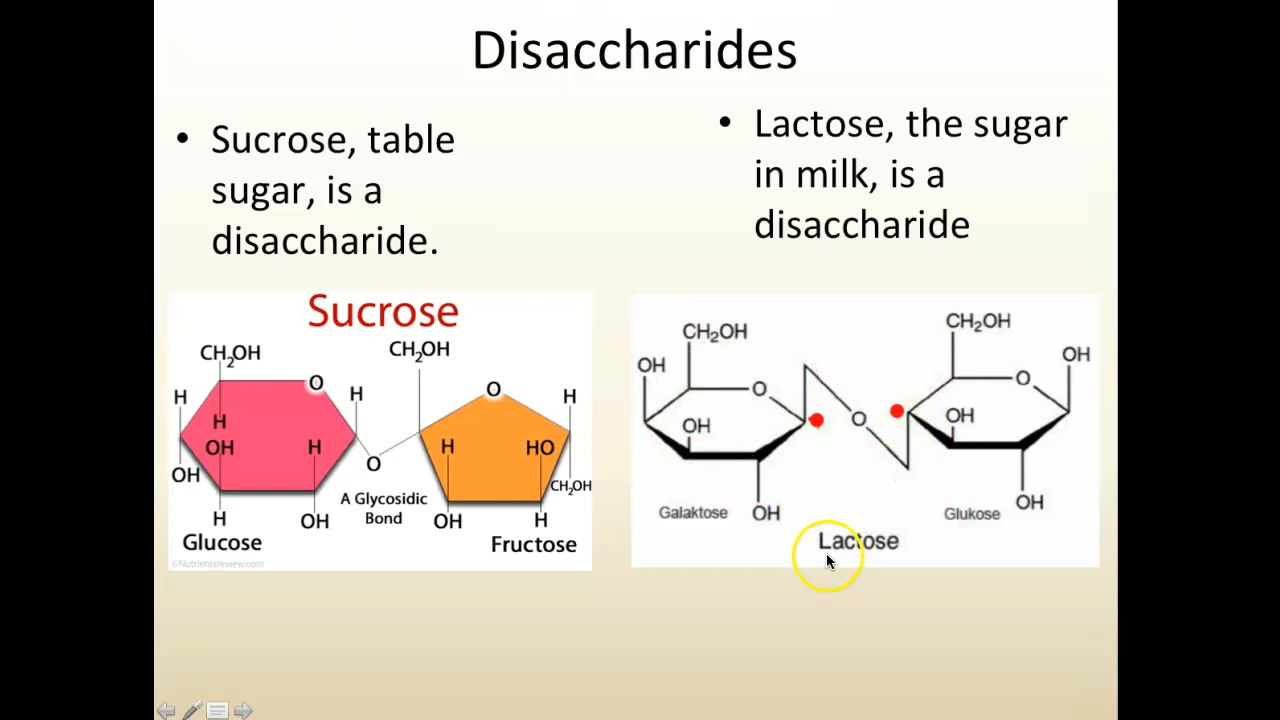 Disaccharides
• Sucrose, table
sugar, is a
disaccharide.
• Lactose, the sugar
in milk, is a
disaccharide
Sucrose
CH2OH
CH2OH
O
O
H
H
H
H
OH
H
H
HO
OH
O
CH2OH
A Glycosidic
Bond
H
OH
OH
H
Glucose
Fructose
©Nutrientsreview.com
CH2OH
CH2OH
OH
OH
O
O
OH
O
OH
Galaktose
OH
Glukose
OH
Lactose